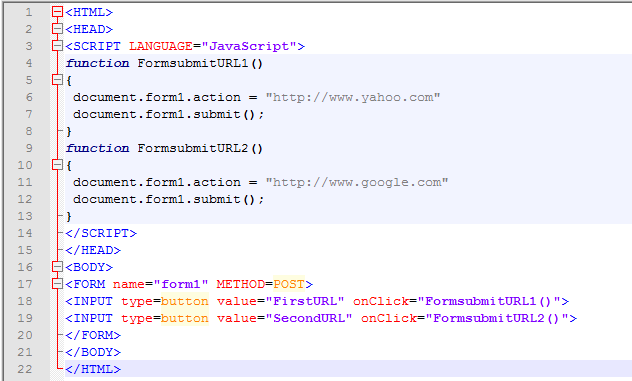 1 <HTML>
2 <HEAD>
3 <SCRIPT LANGUAGE="JavaScript">
4 function FormsubmitURL1()
5 {
6 document.form1.action = "http://www.yahoo.com"
7 document.form1.submit();
8 }
9 function FormsubmitURL2()
10 {
11 document.form1.action = "http://www.google.com"
12 document.form1.submit();
13 }
14 </SCRIPT>
15 </HEAD>
16 <BODY>
17 <FORM name="form1" METHOD=POST>
18 <INPUT type=button value="FirstURL" onClick="FormsubmitURL1()">
19 <INPUT type=button value="SecondURL" onClick="FormsubmitURL2()">
20 </FORM>
21 </BODY>
22 </HTML>